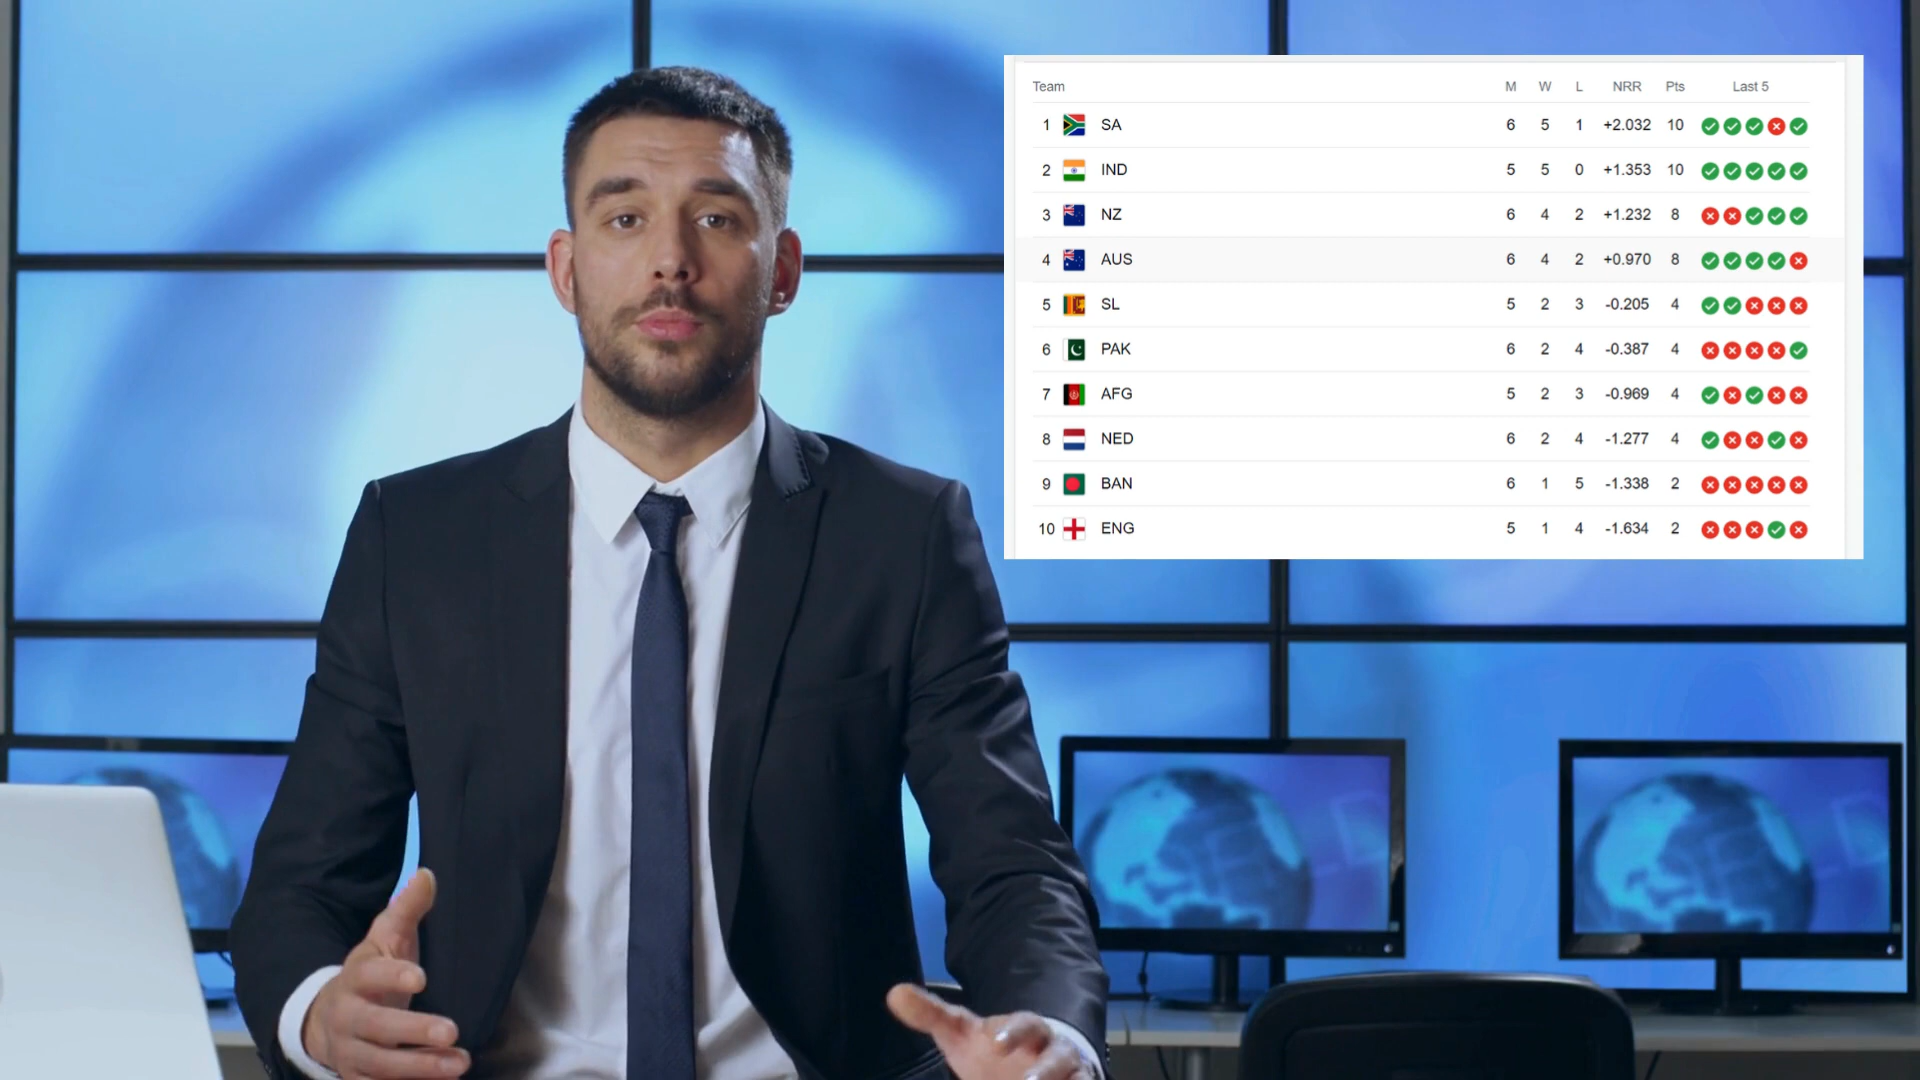 Team M W L NRR Pts Last 5
1 SA 6 5 1 +2.032 10
2 IND 5 5 0 +1.353 10
3 NZ 6 4 2 +1.232 8
4 AUS 6 4 2 +0.970 8
5 SL 5 2 3 -0.205 4
6 PAK 6 2 4 -0.387 4
7 AFG 5 2 3 -0.969 4
8 NED 6 2 4 -1.277 4
9 BAN 6 1 5 -1.338 2
10 ENG 5 1 4 -1.634 2